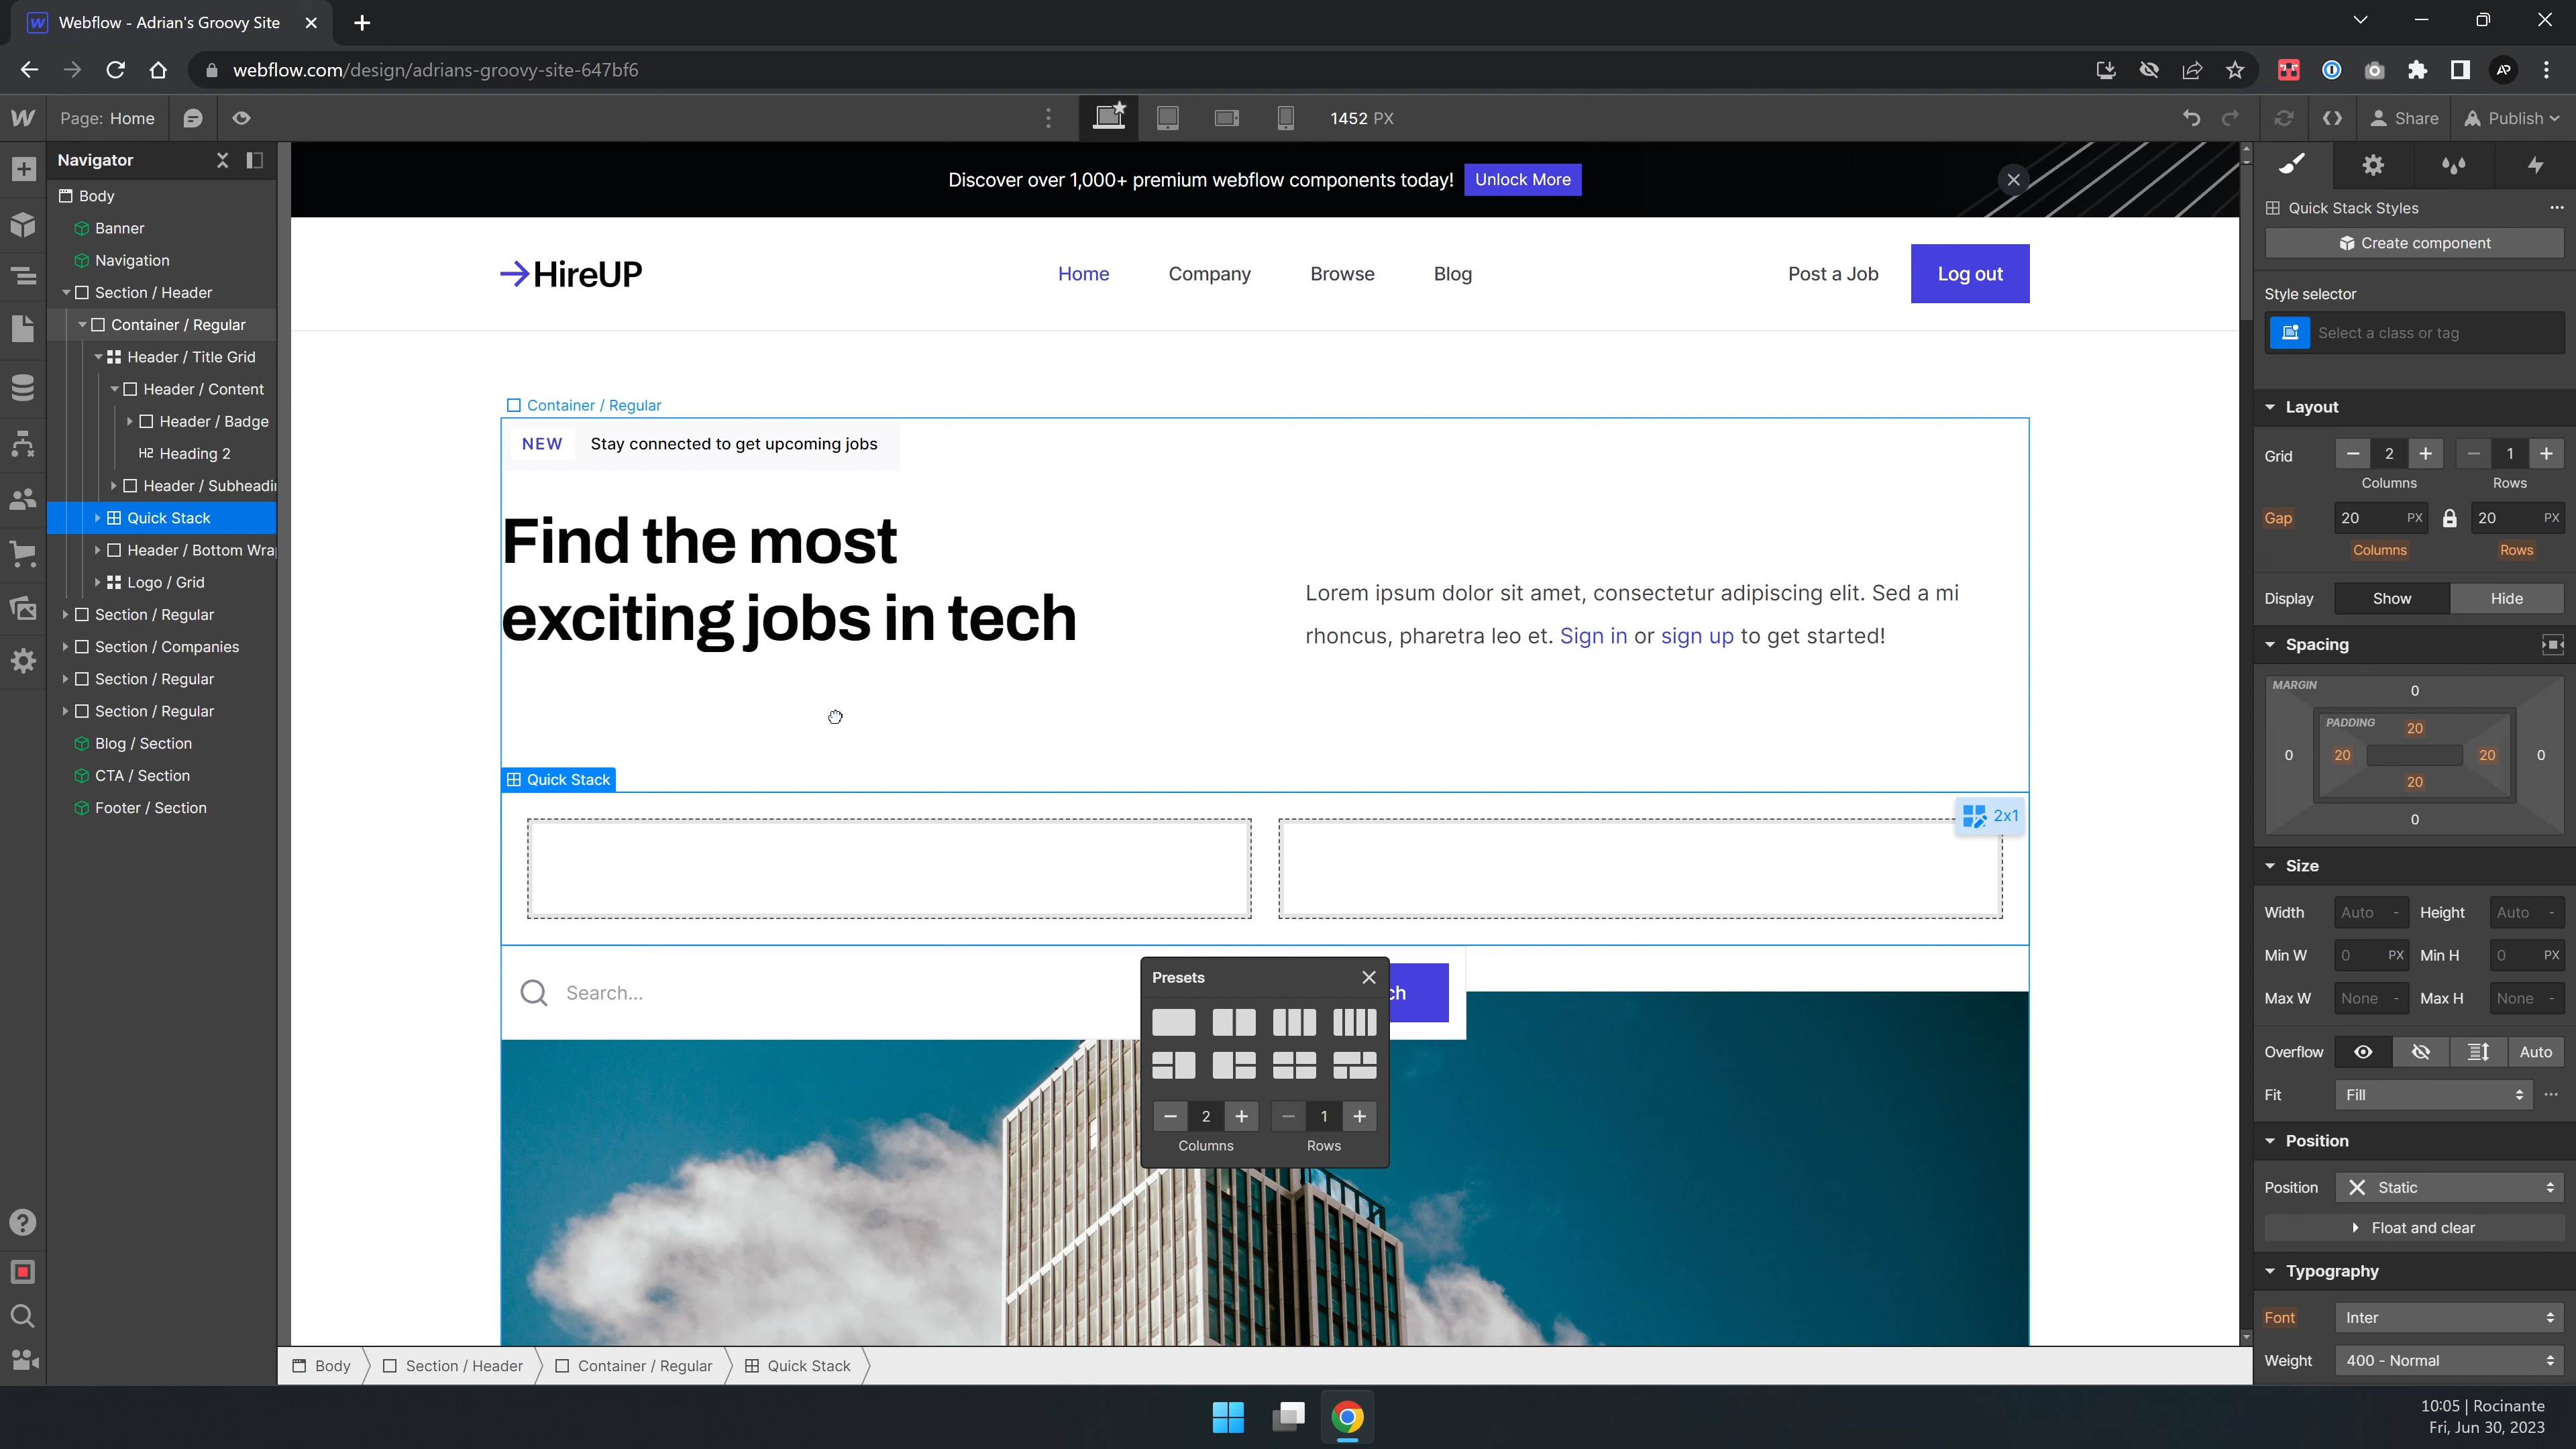 Webflow - Adrian's Groovy Site
webflow.com/design/adrians-groovy-site-647bf6
AP
Page: Home
1452 PX
Share
Publish
Navigator
Body
Banner
Navigation
Section / Header
Container / Regular
Header / Title Grid
Header / Content
Header / Badge
H2 Heading 2
Header / Subheadi
Quick Stack
Header / Bottom Wra
Logo / Grid
Section / Regular
Section / Companies
Section / Regular
Section / Regular
Blog / Section
CTA / Section
Footer / Section
Discover over 1,000+ premium webflow components today!
Unlock More
HireUP
Home
Company
Browse
Blog
Post a Job
Log out
Container / Regular
NEW
Stay connected to get upcoming jobs
Find the most
exciting jobs in tech
Lorem ipsum dolor sit amet, consectetur adipiscing elit. Sed a mi
rhoncus, pharetra leo et. Sign in or sign up to get started!
Quick Stack
2x1
Search...
ch
Presets
2
1
Columns
Rows
Body
Section / Header
Container / Regular
Quick Stack
Quick Stack Styles
Create component
Style selector
Select a class or tag
Layout
Grid
2
1
Columns
Rows
Gap
20 PX
20 PX
Columns
Rows
Display
Show
Hide
Spacing
MARGIN
0
PADDING
20
0
20
20
0
20
0
Size
Width
Auto -
Height
Auto -
Min W
0 PX
Min H
0 PX
Max W
None -
Max H
None -
Overflow
Auto
Fit
Fill
Position
Position
Static
Float and clear
Typography
Font
Inter
Weight
400 - Normal
10:05 | Rocinante
Fri, Jun 30, 2023